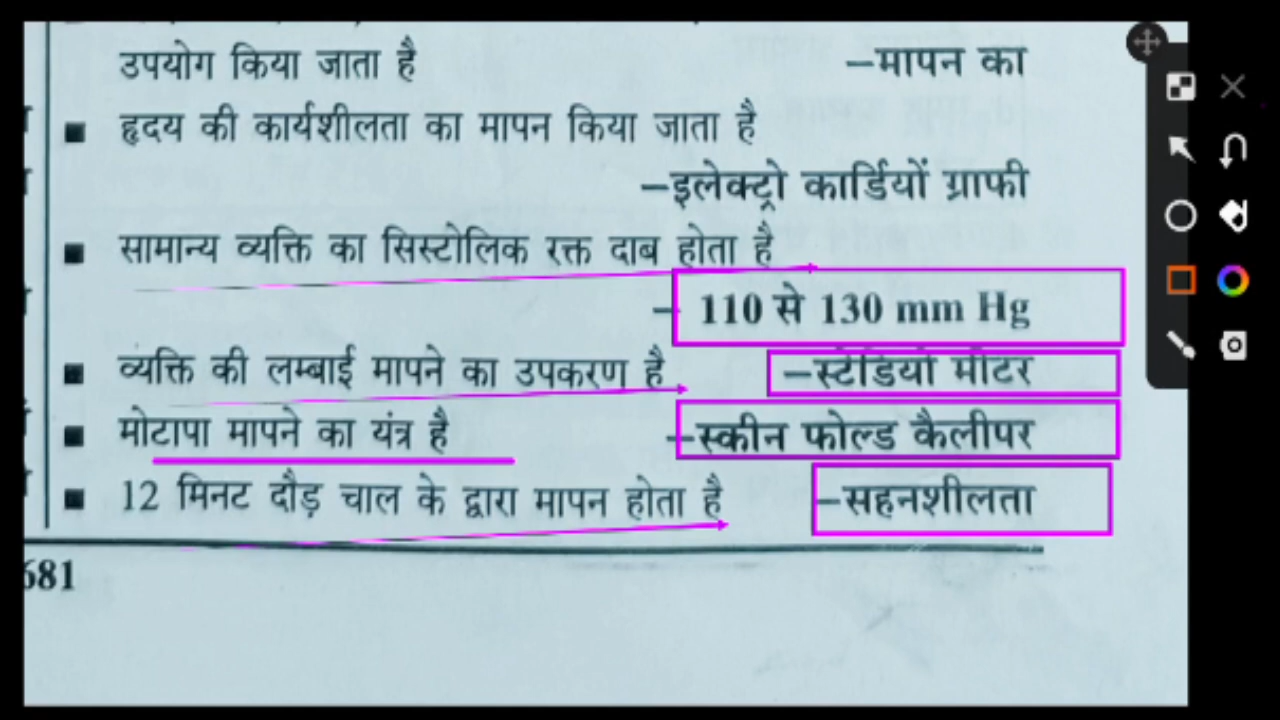 उपयोग किया जाता है –मापन का
■ हृदय की कार्यशीलता का मापन किया जाता है
–इलेक्ट्रो कार्डियों ग्राफी
■ सामान्य व्यक्ति का सिस्टोलिक रक्त दाब होता है
– 110 से 130 mm Hg
■ व्यक्ति की लम्बाई मापने का उपकरण है –स्टेडियो मीटर
■ मोटापा मापने का यंत्र है –स्कीन फोल्ड कैलीपर
■ 12 मिनट दौड़ चाल के द्वारा मापन होता है –सहनशीलता
681